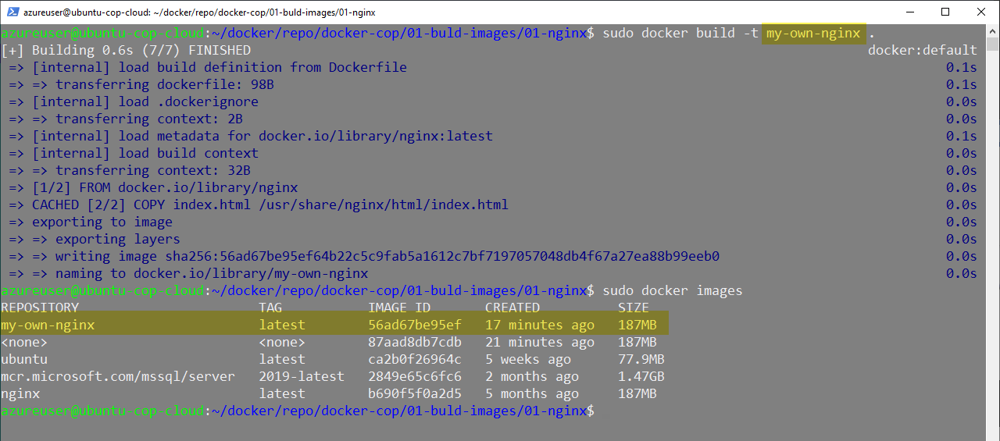 azureuser@ubuntu-cop-cloud: ~/docker/repo/docker-cop/01-buld-images/01-nginx
azureuser@ubuntu-cop-cloud:~/docker/repo/docker-cop/01-buld-images/01-nginx$ sudo docker build -t my-own-nginx .
[+] Building 0.6s (7/7) FINISHED docker:default
=> [internal] load build definition from Dockerfile 0.1s
=> => transferring dockerfile: 98B 0.1s
=> [internal] load .dockerignore 0.0s
=> => transferring context: 2B 0.0s
=> [internal] load metadata for docker.io/library/nginx:latest 0.1s
=> [internal] load build context 0.0s
=> => transferring context: 32B 0.0s
=> [1/2] FROM docker.io/library/nginx 0.0s
=> CACHED [2/2] COPY index.html /usr/share/nginx/html/index.html 0.0s
=> exporting to image 0.0s
=> => exporting layers 0.0s
=> => writing image sha256:56ad67be95ef64b22c5c9fab5a1612c7bf7197057048db4f67a27ea88b99eeb0 0.0s
=> => naming to docker.io/library/my-own-nginx 0.0s
azureuser@ubuntu-cop-cloud:~/docker/repo/docker-cop/01-buld-images/01-nginx$ sudo docker images
REPOSITORY TAG IMAGE ID CREATED SIZE
my-own-nginx latest 56ad67be95ef 17 minutes ago 187MB
<none> <none> 87aad8db7cdb 21 minutes ago 187MB
ubuntu latest ca2b0f26964c 5 weeks ago 77.9MB
mcr.microsoft.com/mssql/server 2019-latest 2849e65c6fc6 2 months ago 1.47GB
nginx latest b690f5f0a2d5 5 months ago 187MB
azureuser@ubuntu-cop-cloud:~/docker/repo/docker-cop/01-buld-images/01-nginx$